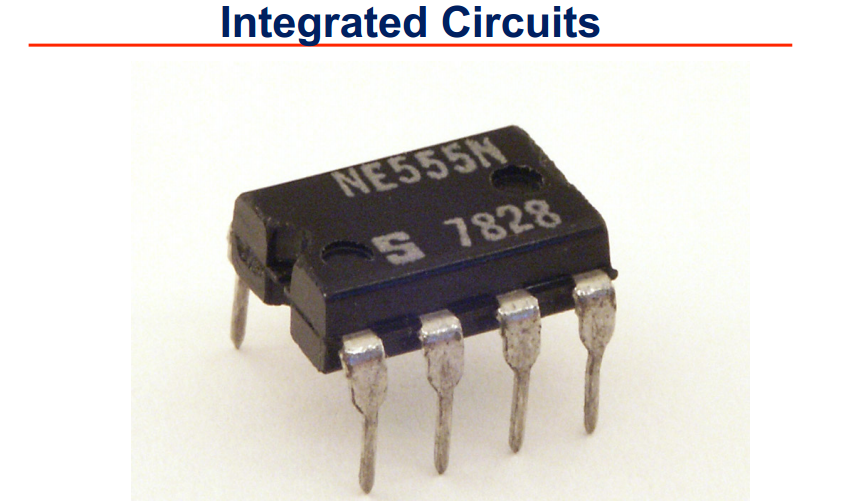 Integrated Circuits
NE555N
S 7828